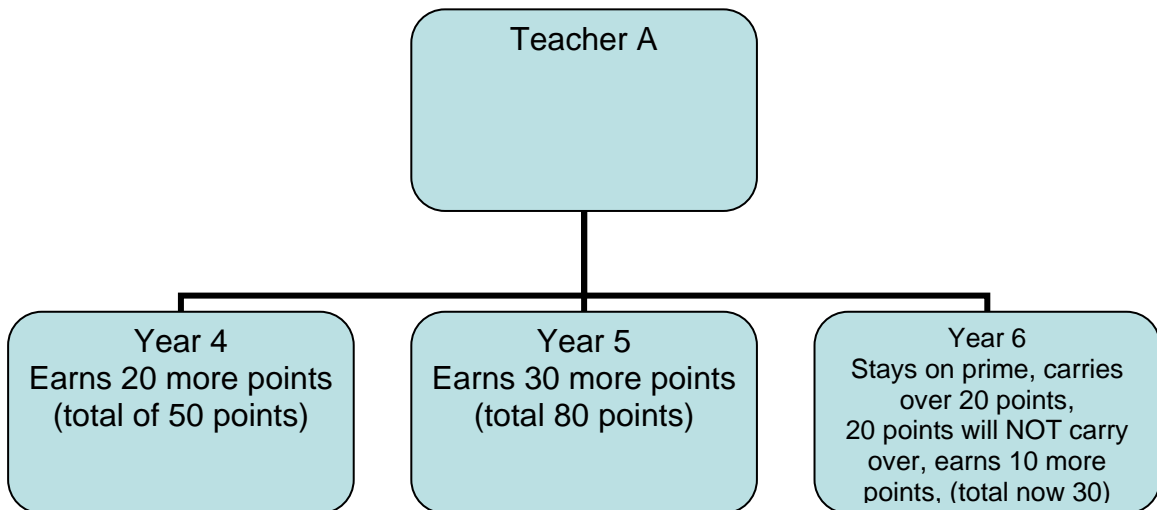 Teacher A
Year 4
Earns 20 more points
(total of 50 points)
Year 5
Earns 30 more points
(total 80 points)
Year 6
Stays on prime, carries
over 20 points,
20 points will NOT carry
over, earns 10 more
points, (total now 30)